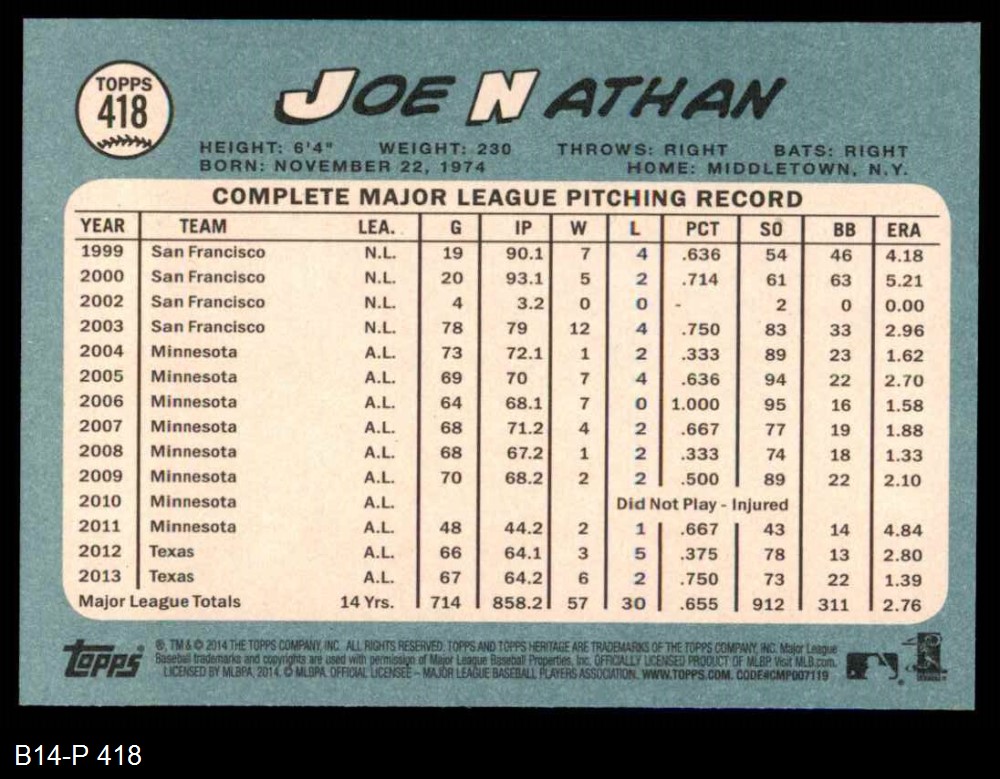 TOPPS
418
JOE NATHAN
HEIGHT: 6'4" WEIGHT: 230 THROWS: RIGHT BATS: RIGHT
BORN: NOVEMBER 22, 1974 HOME: MIDDLETOWN, N.Y.
COMPLETE MAJOR LEAGUE PITCHING RECORD
YEAR TEAM LEA. G IP W L PCT SO BB ERA
1999 San Francisco N.L. 19 90.1 7 4 .636 54 46 4.18
2000 San Francisco N.L. 20 93.1 5 2 .714 61 63 5.21
2002 San Francisco N.L. 4 3.2 0 0 - 2 0 0.00
2003 San Francisco N.L. 78 79 12 4 .750 83 33 2.96
2004 Minnesota A.L. 73 72.1 1 2 .333 89 23 1.62
2005 Minnesota A.L. 69 70 7 4 .636 94 22 2.70
2006 Minnesota A.L. 64 68.1 7 0 1.000 95 16 1.58
2007 Minnesota A.L. 68 71.2 4 2 .667 77 19 1.88
2008 Minnesota A.L. 68 67.2 1 2 .333 74 18 1.33
2009 Minnesota A.L. 70 68.2 2 2 .500 89 22 2.10
2010 Minnesota A.L. Did Not Play - Injured
2011 Minnesota A.L. 48 44.2 2 1 .667 43 14 4.84
2012 Texas A.L. 66 64.1 3 5 .375 78 13 2.80
2013 Texas A.L. 67 64.2 6 2 .750 73 22 1.39
Major League Totals 14 Yrs. 714 858.2 57 30 .655 912 311 2.76
topps
®, TM & © 2014 THE TOPPS COMPANY, INC. ALL RIGHTS RESERVED. TOPPS AND TOPPS HERITAGE ARE TRADEMARKS OF THE TOPPS COMPANY, INC. Major League
Baseball trademarks and copyrights are used with permission of Major League Baseball Properties, Inc. OFFICIALLY LICENSED PRODUCT OF MLBP. Visit MLB.com.
LICENSED BY MLBPA, 2014. © MLBPA. OFFICIAL LICENSEE – MAJOR LEAGUE BASEBALL PLAYERS ASSOCIATION. WWW.TOPPS.COM. CODE#CMP007119
B14-P 418